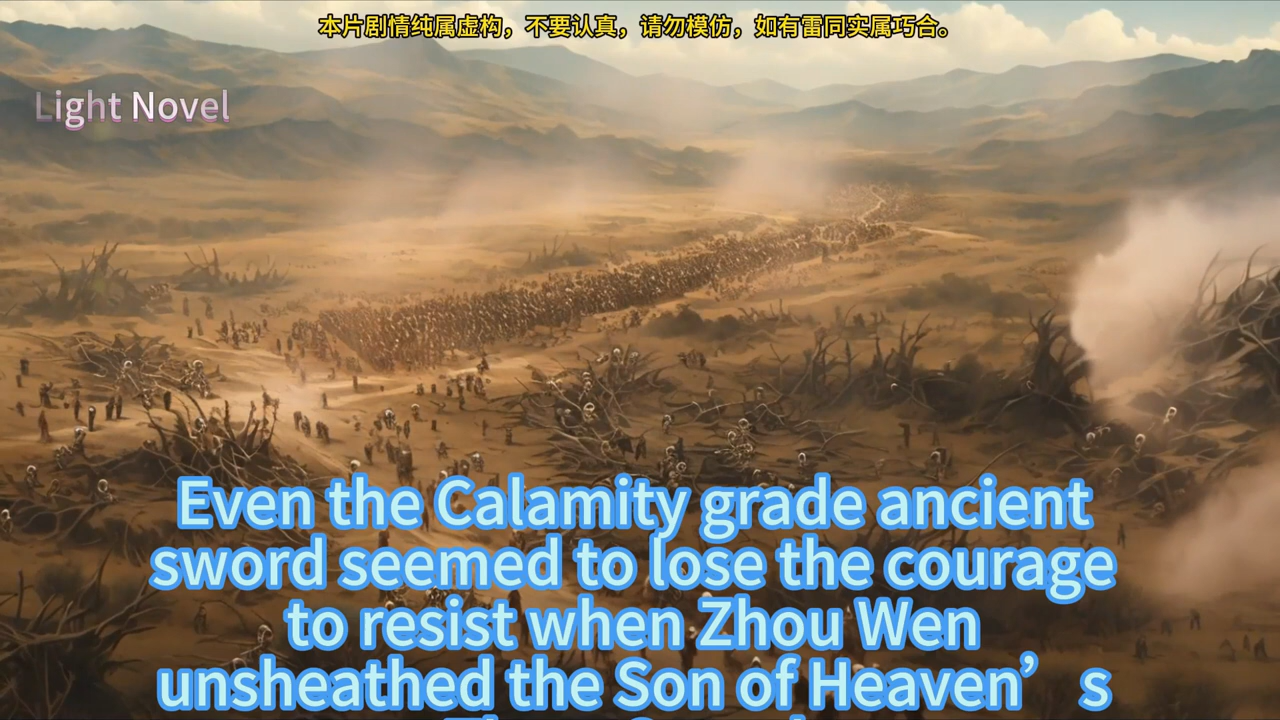 本片剧情纯属虚构，不要认真，请勿模仿，如有雷同实属巧合。
Light Novel
Even the Calamity grade ancient
sword seemed to lose the courage
to resist when Zhou Wen
unsheathed the Son of Heaven’s